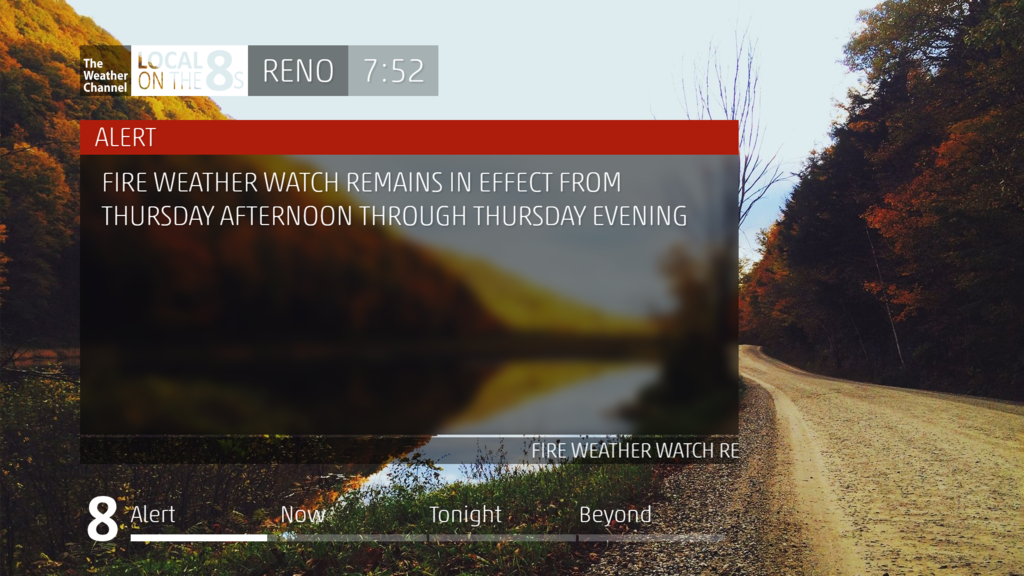 The
Weather
Channel
LOCAL
ON THE 8s
RENO
7:52
ALERT
FIRE WEATHER WATCH REMAINS IN EFFECT FROM
THURSDAY AFTERNOON THROUGH THURSDAY EVENING
FIRE WEATHER WATCH RE
8
Alert
Now
Tonight
Beyond